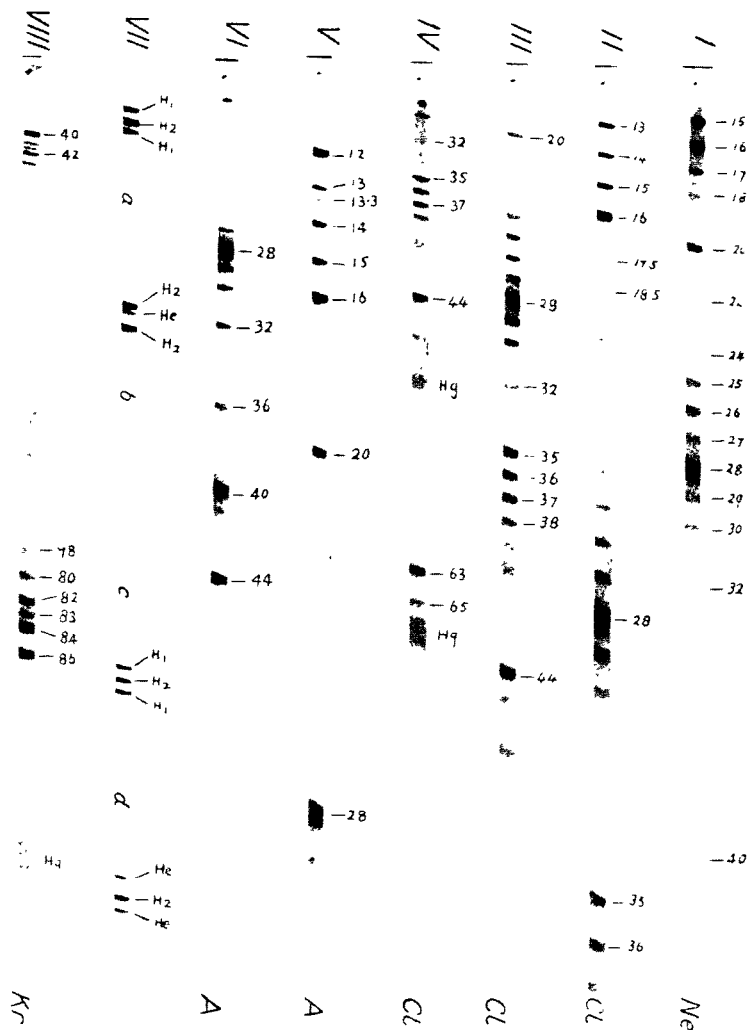 I 15 16 17 18 20 24 25 26 27 28 29 30 32 40 Ne
II 13 14 15 16 17.5 18.5 28 35 36 Cl
III 20 29 32 35 36 37 38 44 Cl
IV 32 35 37 44 Hg 63 65 Hg Cl
V 12 13 13.3 14 15 16 20 28 A
VI 28 32 36 40 44 A
VII H1 H2 H1 a H2 He H2 b c H1 H2 H1 d He H2 He
VIII 40 42 78 80 82 83 84 86 Hg Kr